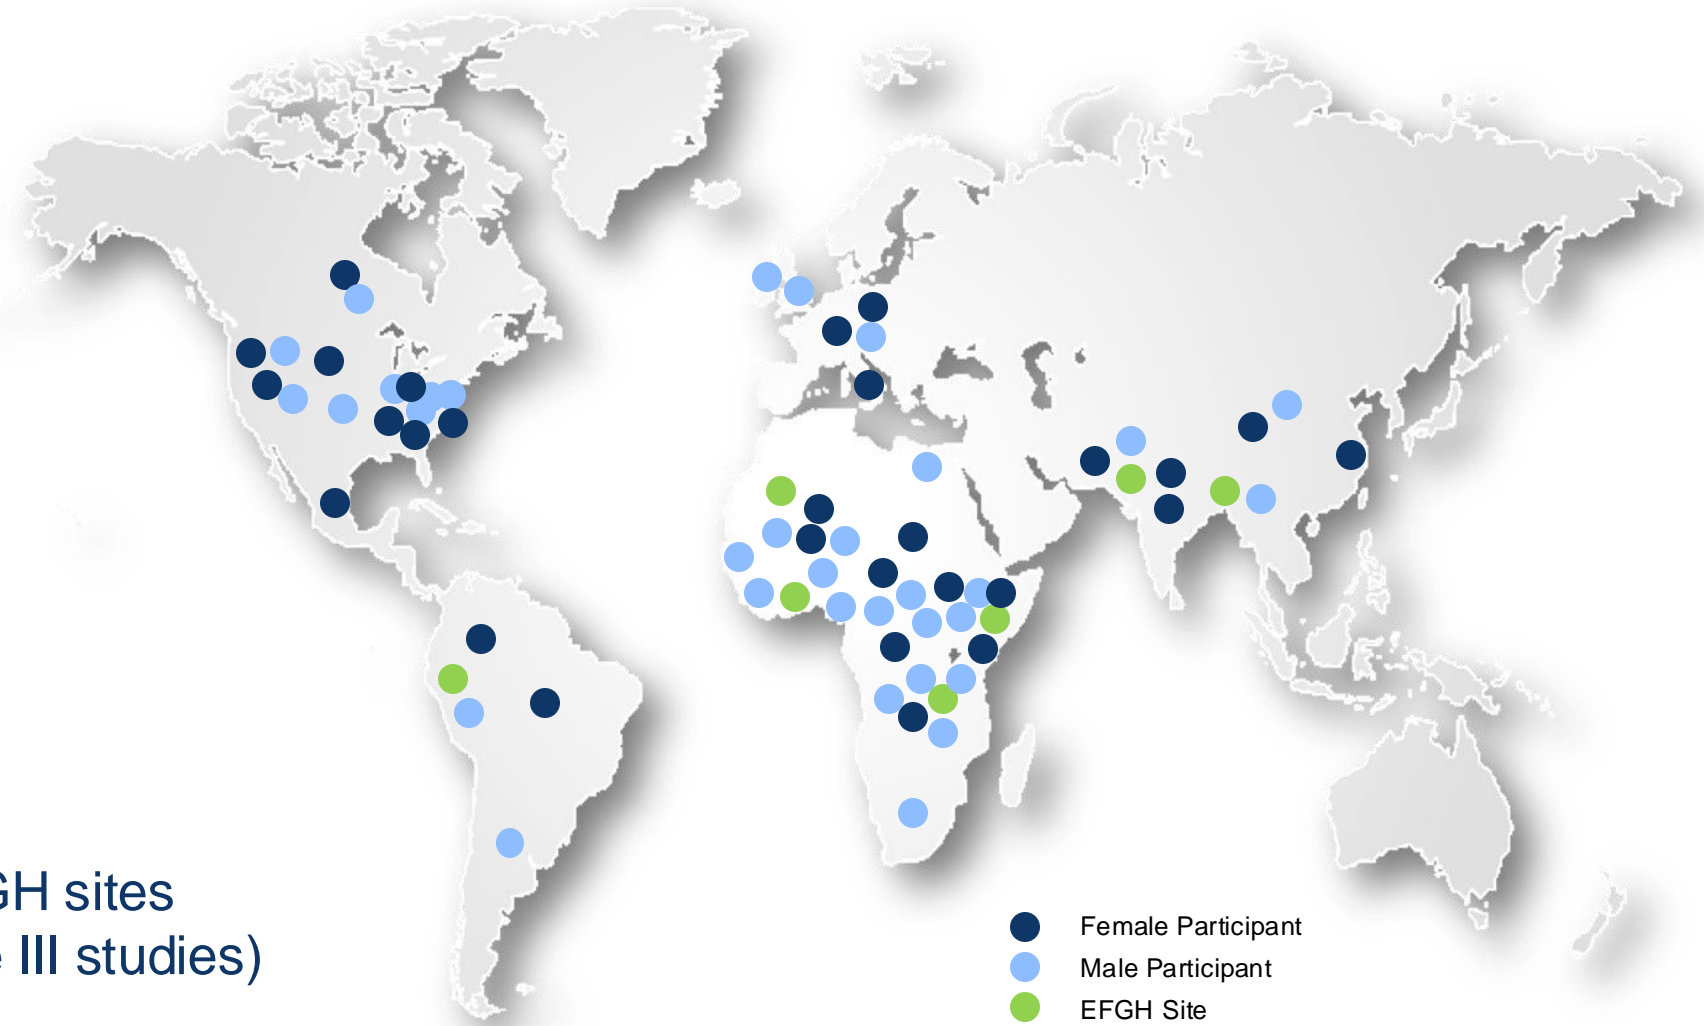 GH sites
III studies)
Female Participant
Male Participant
EFGH Site